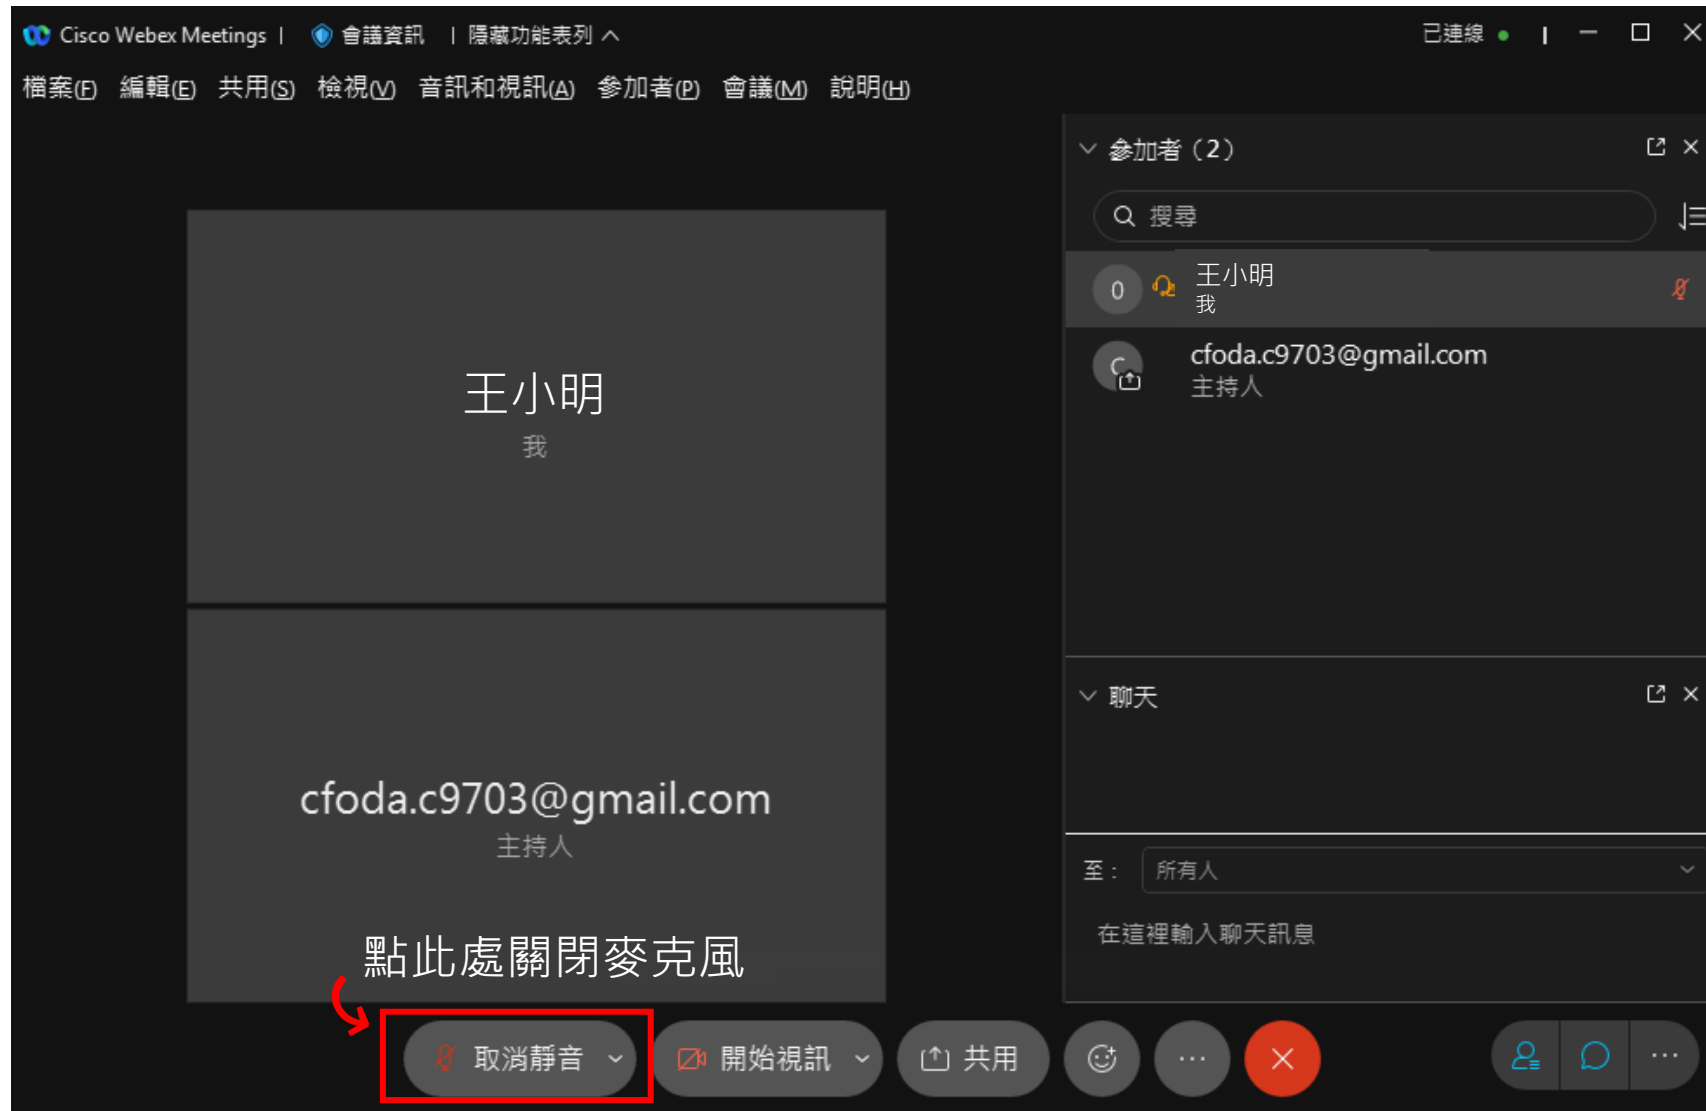 Cisco Webex Meetings | 會議資訊 | 隱藏功能表列 已連線
檔案(F) 編輯(E) 共用(S) 檢視(V) 音訊和視訊(A) 參加者(P) 會議(M) 說明(H)
參加者（2）
搜尋
0 王小明
我
C cfoda.c9703@gmail.com
主持人
王小明
我
cfoda.c9703@gmail.com
主持人
聊天
至： 所有人
在這裡輸入聊天訊息
點此處關閉麥克風
取消靜音 開始視訊 共用